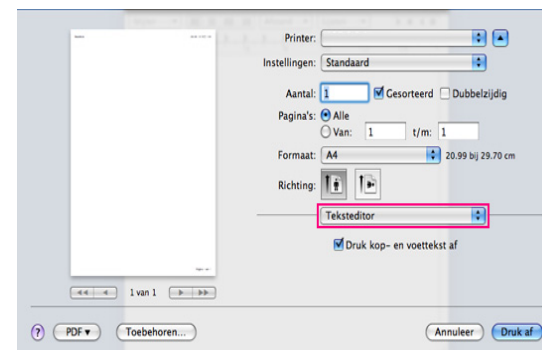 Printer:
Instellingen: Standaard
Aantal: 1 Gesorteerd Dubbelzijdig
Pagina's: Alle
Van: 1 t/m: 1
Formaat: A4 20.99 bij 29.70 cm
Richting:
Teksteditor
Druk kop- en voettekst af
1 van 1
? PDF Toebehoren... Annuleer Druk af